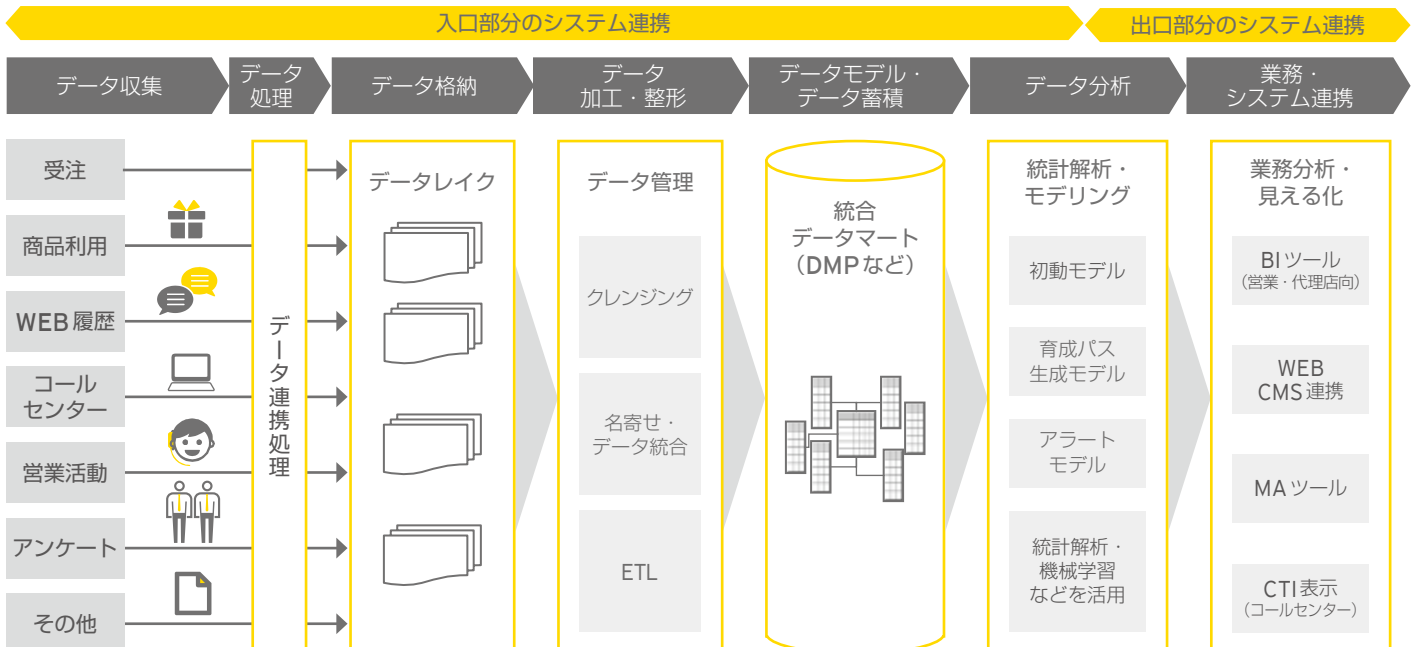 入口部分のシステム連携
出口部分のシステム連携
データ収集
データ
処理
データ格納
データ
加工・整形
データモデル・
データ蓄積
データ分析
業務・
システム連携
受注
商品利用
WEB履歴
コール
センター
営業活動
アンケート
その他
データ連携処理
データレイク
データ管理
クレンジング
名寄せ・
データ統合
ETL
統合
データマート
（DMPなど）
統計解析・
モデリング
初動モデル
育成パス
生成モデル
アラート
モデル
統計解析・
機械学習
などを活用
業務分析・
見える化
BIツール
（営業・代理店向）
WEB
CMS連携
MAツール
CTI表示
（コールセンター）